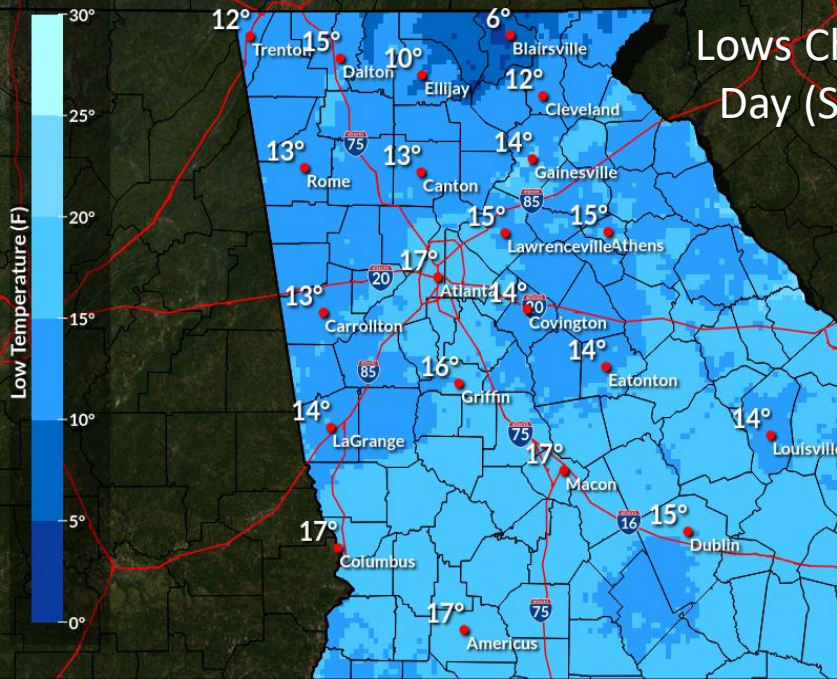 Lows Ch
Day (S
Low Temperature (F)
30°
25°
20°
15°
10°
5°
0°
12°
Trenton
15°
Dalton
10°
Ellijay
6°
Blairsville
12°
Cleveland
75
13°
Rome
13°
Canton
14°
Gainesville
85
15°
Lawrenceville
15°
Athens
20
17°
Atlanta
14°
20
Covington
13°
Carrollton
14°
Eatonton
85
16°
Griffin
14°
LaGrange
75
14°
Louisville
17°
Macon
16
15°
Dublin
17°
Columbus
75
17°
Americus